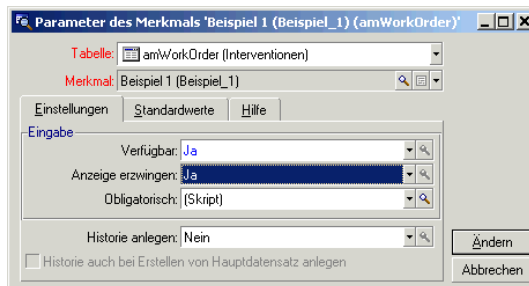 Parameter des Merkmals 'Beispiel 1 (Beispiel_1) (amWorkOrder)'
Tabelle: amWorkOrder (Interventionen)
Merkmal: Beispiel 1 (Beispiel_1)
Einstellungen Standardwerte Hilfe
Eingabe
Verfügbar: Ja
Anzeige erzwingen: Ja
Obligatorisch: (Skript)
Historie anlegen: Nein
Ändern
Historie auch bei Erstellen von Hauptdatensatz anlegen
Abbrechen